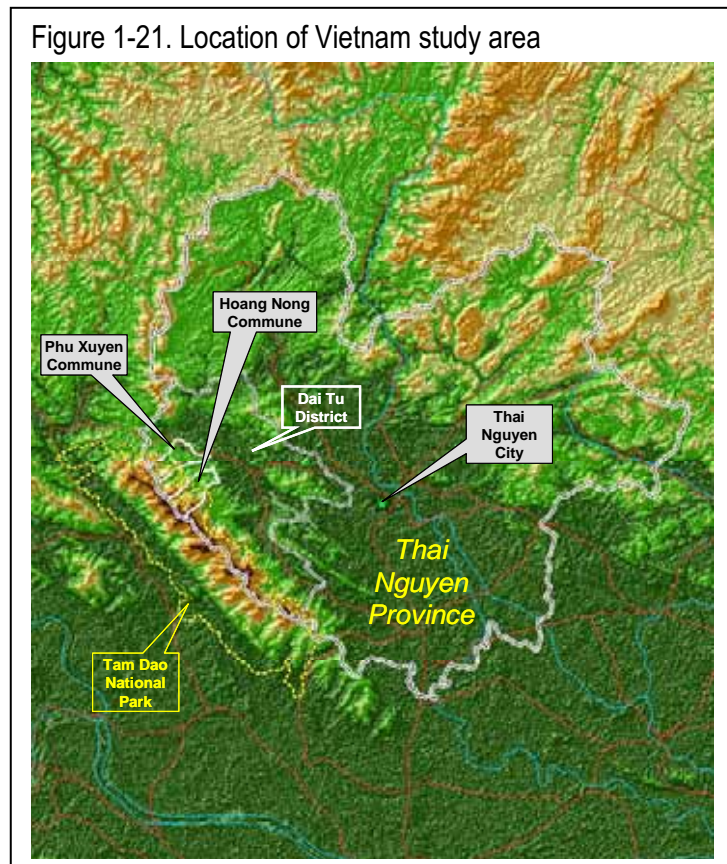 Figure 1-21. Location of Vietnam study area
Hoang Nong
Commune
Phu Xuyen
Commune
Dai Tu
District
Thai
Nguyen
City
Thai
Nguyen
Province
Tam Dao
National
Park